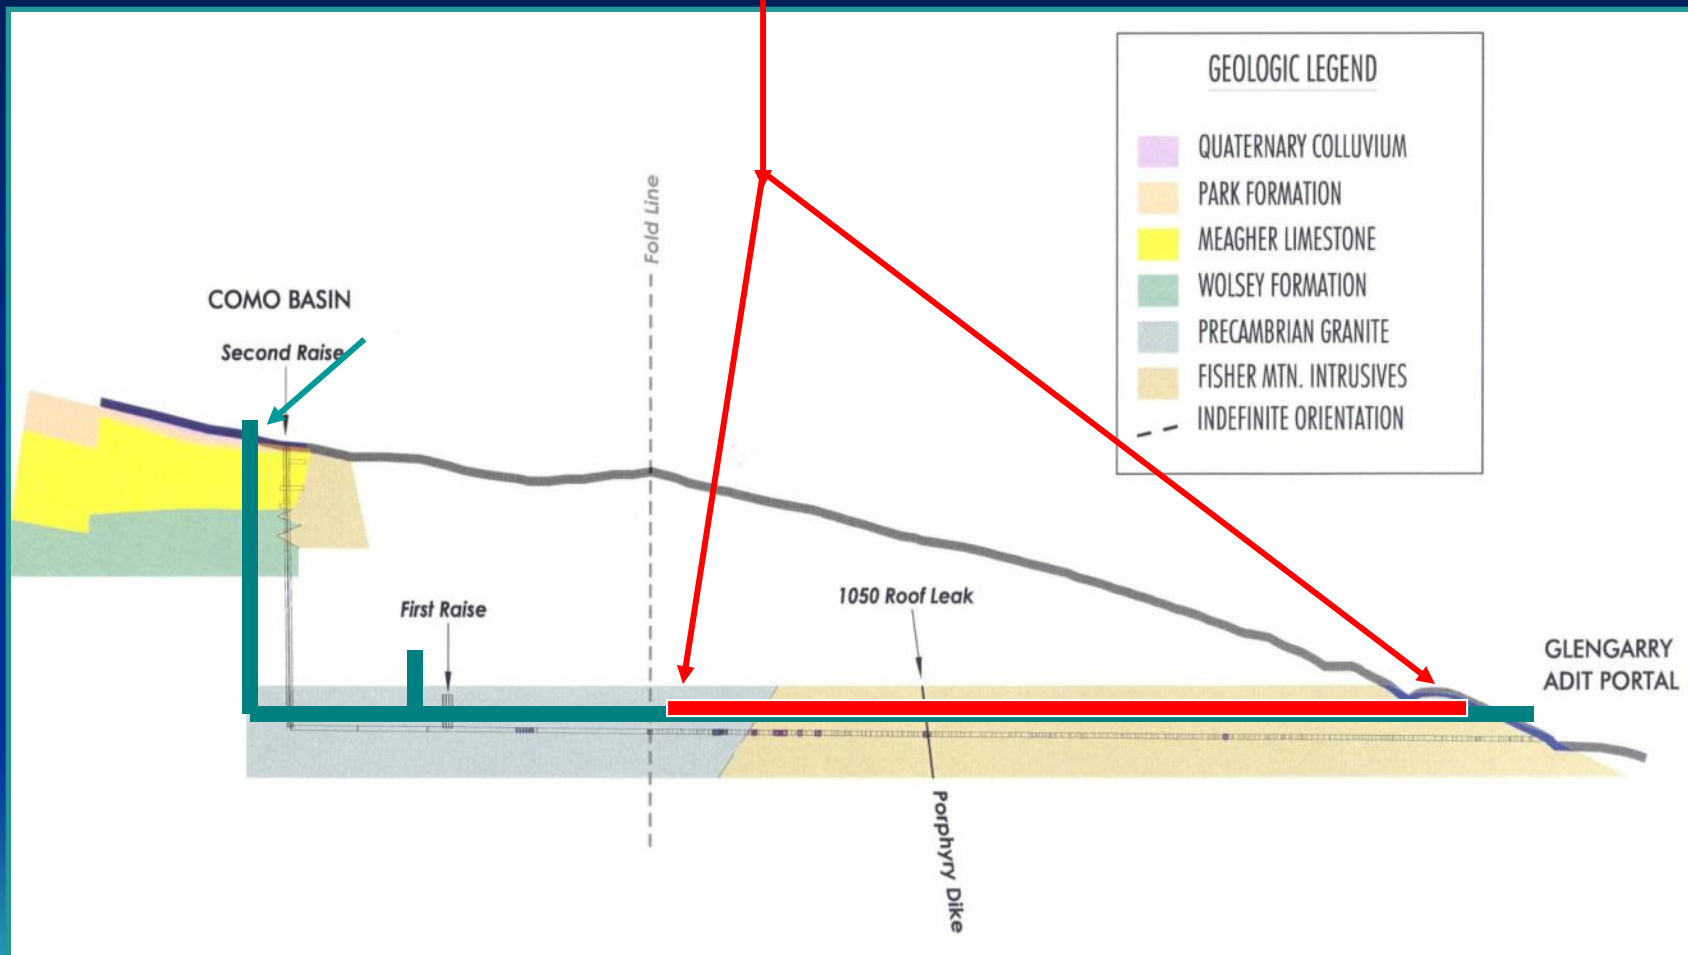 GEOLOGIC LEGEND
QUATERNARY COLLUVIUM
PARK FORMATION
MEAGHER LIMESTONE
WOLSEY FORMATION
PRECAMBRIAN GRANITE
FISHER MTN. INTRUSIVES
INDEFINITE ORIENTATION
Fold Line
COMO BASIN
Second Raise
First Raise
1050 Roof Leak
GLENGARRY
ADIT PORTAL
Porphyry Dike